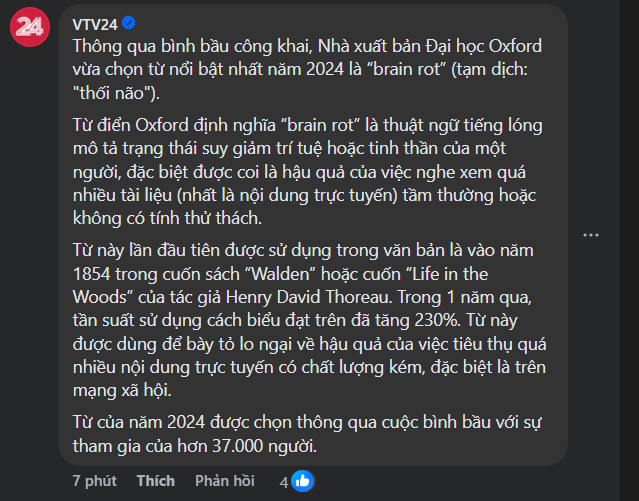 24
VTV24
Thông qua bình bầu công khai, Nhà xuất bản Đại học Oxford
vừa chọn từ nổi bật nhất năm 2024 là “brain rot” (tạm dịch:
"thối não").
Từ điển Oxford định nghĩa “brain rot” là thuật ngữ tiếng lóng
mô tả trạng thái suy giảm trí tuệ hoặc tinh thần của một
người, đặc biệt được coi là hậu quả của việc nghe xem quá
nhiều tài liệu (nhất là nội dung trực tuyến) tầm thường hoặc
không có tính thử thách.
Từ này lần đầu tiên được sử dụng trong văn bản là vào năm
1854 trong cuốn sách “Walden” hoặc cuốn “Life in the
Woods” của tác giả Henry David Thoreau. Trong 1 năm qua,
tần suất sử dụng cách biểu đạt trên đã tăng 230%. Từ này
được dùng để bày tỏ lo ngại về hậu quả của việc tiêu thụ quá
nhiều nội dung trực tuyến có chất lượng kém, đặc biệt là trên
mạng xã hội.
Từ của năm 2024 được chọn thông qua cuộc bình bầu với sự
tham gia của hơn 37.000 người.
7 phút Thích Phản hồi 4